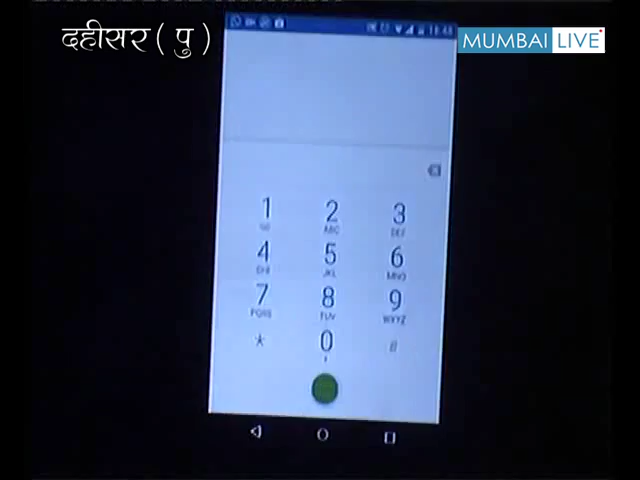 दहीसर ( पु )
MUMBAI LIVE
1 2 3
ABC DEF
4 5 6
GHI JKL MNO
7 8 9
PQRS TUV WXYZ
* 0 #
+